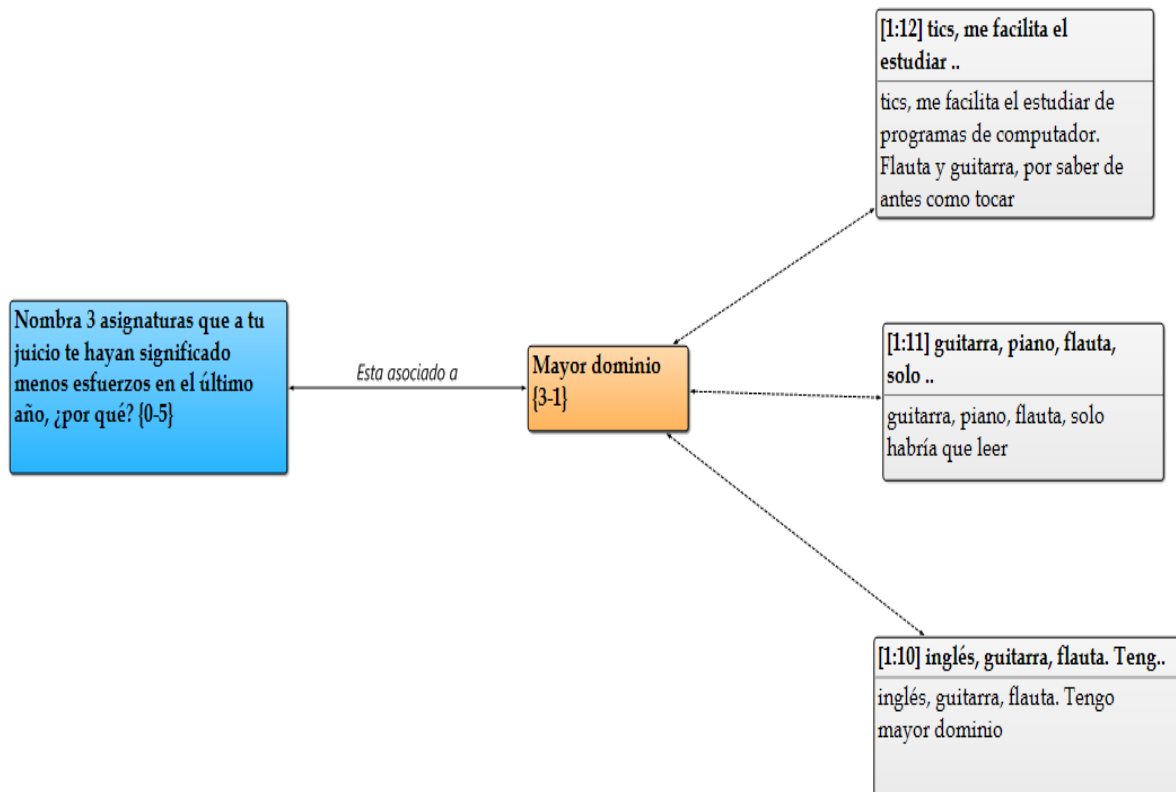 Nombra 3 asignaturas que a tu
juicio te hayan significado
menos esfuerzos en el último
año, ¿por qué? {0-5}
Esta asociado a
Mayor dominio
{3-1}
[1:12] tics, me facilita el
estudiar ..
tics, me facilita el estudiar de
programas de computador.
Flauta y guitarra, por saber de
antes como tocar
[1:11] guitarra, piano, flauta,
solo ..
guitarra, piano, flauta, solo
habría que leer
[1:10] inglés, guitarra, flauta. Teng..
inglés, guitarra, flauta. Tengo
mayor dominio